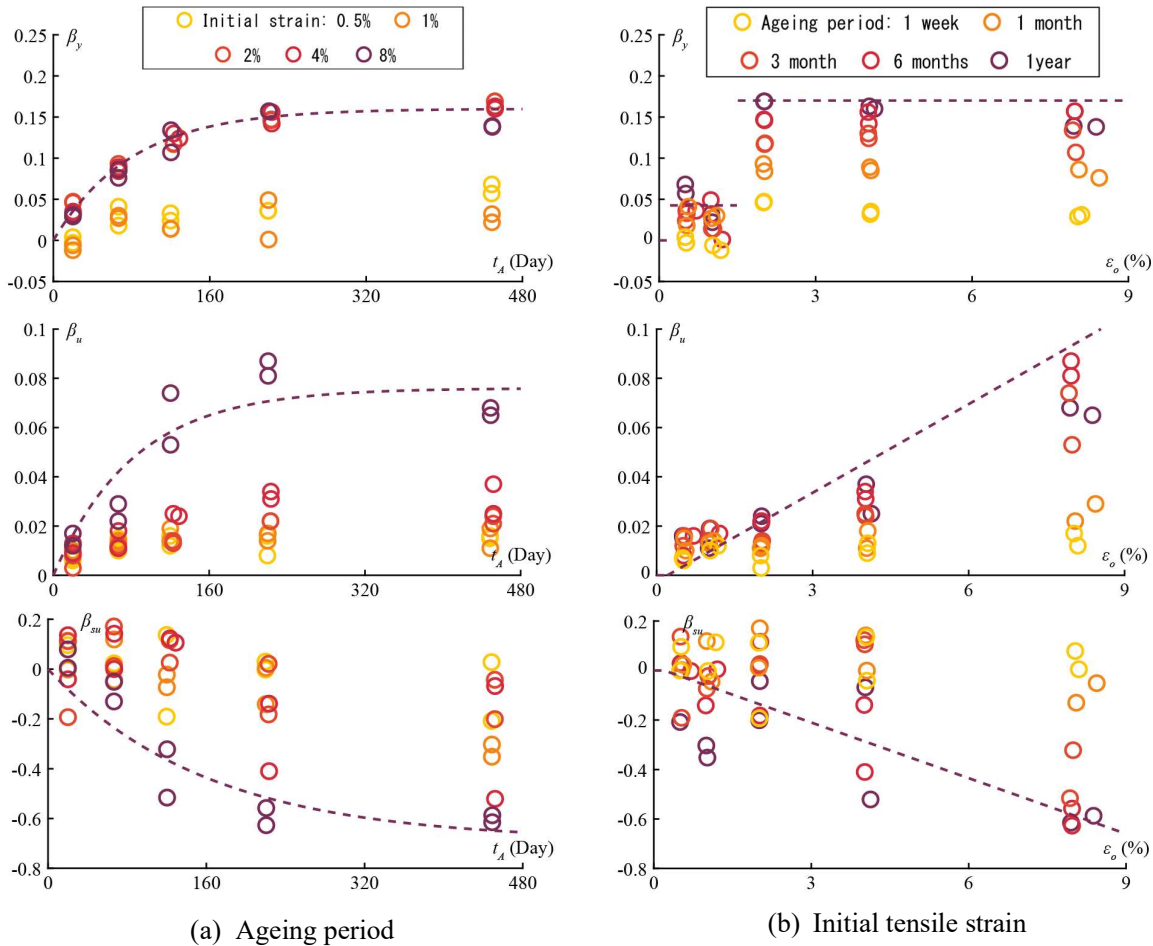 β_y
Initial strain: 0.5% 1%
2% 4% 8%
0.25
0.20
0.15
0.10
0.05
0
-0.05
t_A (Day)
0 160 320 480
β_y
Ageing period: 1 week 1 month
3 month 6 months 1year
0.25
0.20
0.15
0.10
0.05
0
-0.05
ε_o (%)
0 3 6 9
β_u
0.1
0.08
0.06
0.04
0.02
0
t_A (Day)
0 160 320 480
β_u
0.1
0.08
0.06
0.04
0.02
0
ε_o (%)
0 3 6 9
β_su
0.2
0
-0.2
-0.4
-0.6
-0.8
t_A (Day)
0 160 320 480
β_su
0.2
0
-0.2
-0.4
-0.6
-0.8
ε_o (%)
0 3 6 9
(a) Ageing period
(b) Initial tensile strain